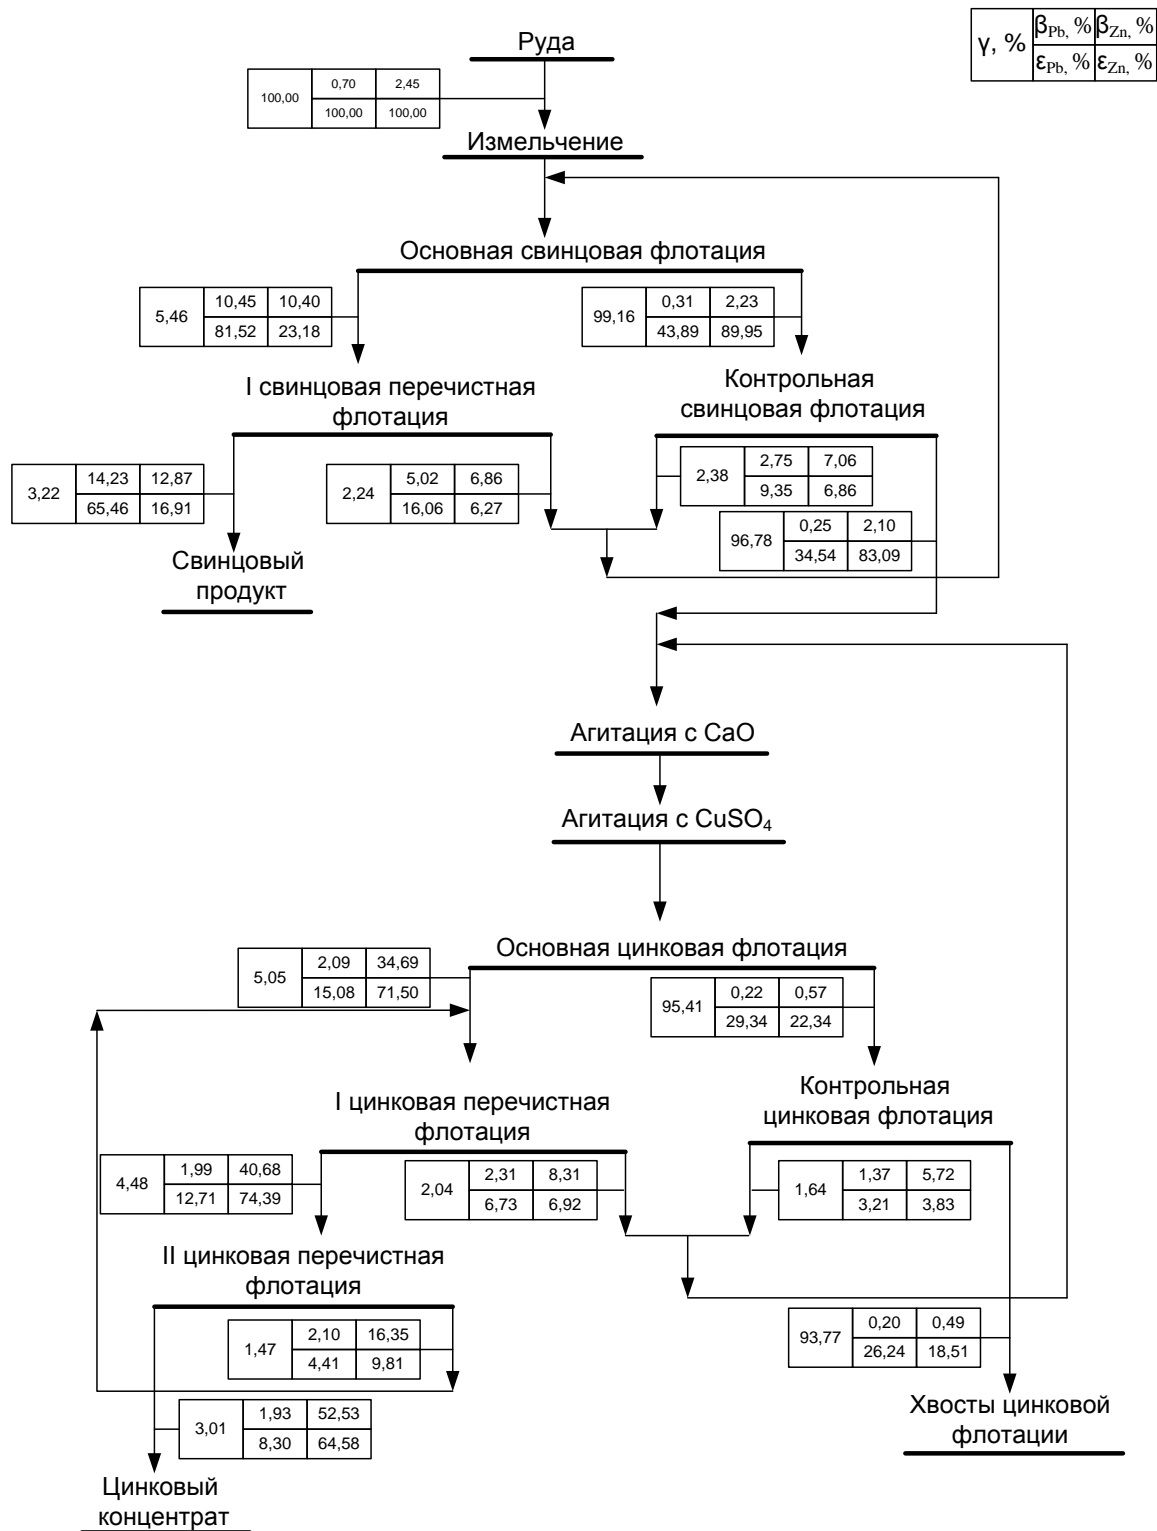 γ, %
β Pb, % β Zn, %
ε Pb, % ε Zn, %
Руда
100,00
0,70 2,45
100,00 100,00
Измельчение
Основная свинцовая флотация
5,46
10,45 10,40
81,52 23,18
99,16
0,31 2,23
43,89 89,95
I свинцовая перечистная
флотация
Контрольная
свинцовая флотация
3,22
14,23 12,87
65,46 16,91
2,24
5,02 6,86
16,06 6,27
2,38
2,75 7,06
9,35 6,86
96,78
0,25 2,10
34,54 83,09
Свинцовый
продукт
Агитация с CaO
Агитация с CuSO₄
Основная цинковая флотация
5,05
2,09 34,69
15,08 71,50
95,41
0,22 0,57
29,34 22,34
I цинковая перечистная
флотация
Контрольная
цинковая флотация
4,48
1,99 40,68
12,71 74,39
2,04
2,31 8,31
6,73 6,92
1,64
1,37 5,72
3,21 3,83
II цинковая перечистная
флотация
1,47
2,10 16,35
4,41 9,81
93,77
0,20 0,49
26,24 18,51
3,01
1,93 52,53
8,30 64,58
Хвосты цинковой
флотации
Цинковый
концентрат